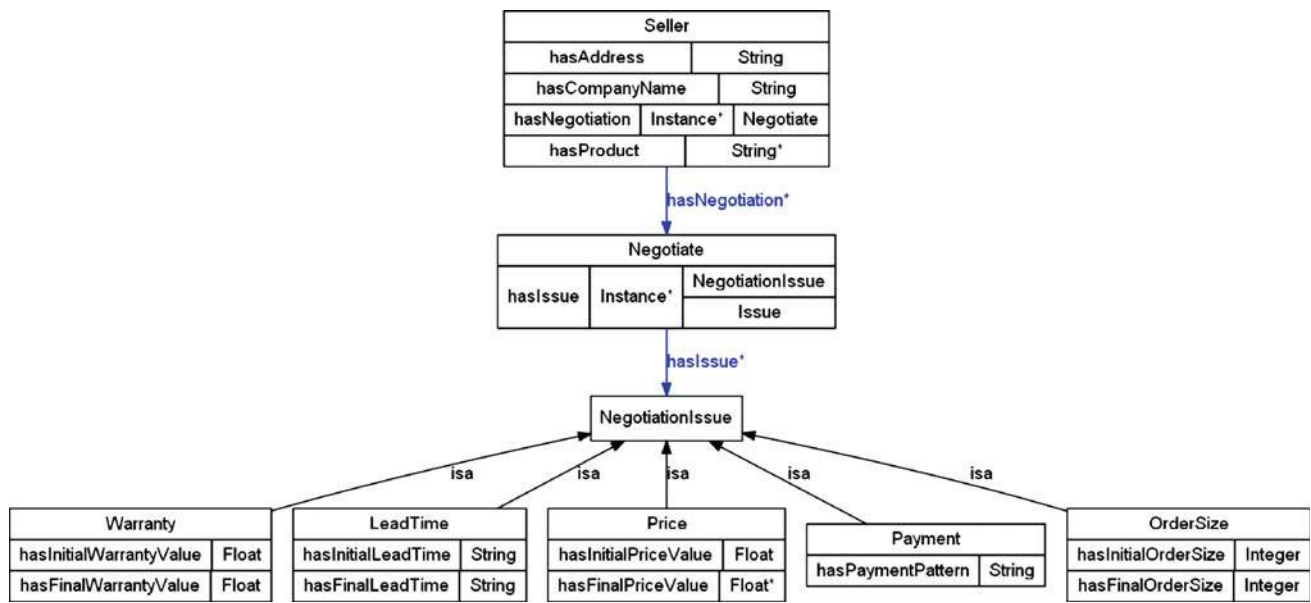 Seller
hasAddress String
hasCompanyName String
hasNegotiation Instance* Negotiate
hasProduct String*
hasNegotiation*
Negotiate
hasIssue Instance* NegotiationIssue
Issue
hasIssue*
NegotiationIssue
isa isa isa isa isa
Warranty
hasInitialWarrantyValue Float
hasFinalWarrantyValue Float
LeadTime
hasInitialLeadTime String
hasFinalLeadTime String
Price
hasInitialPriceValue Float
hasFinalPriceValue Float*
Payment
hasPaymentPattern String
OrderSize
hasInitialOrderSize Integer
hasFinalOrderSize Integer